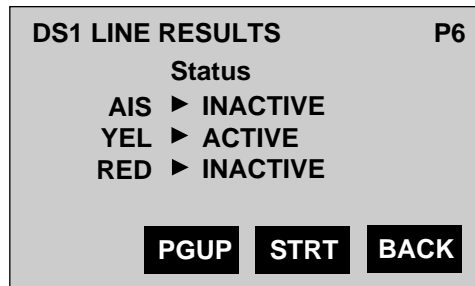 DS1 LINE RESULTS P6
Status
AIS ► INACTIVE
YEL ► ACTIVE
RED ► INACTIVE
PGUP STRT BACK